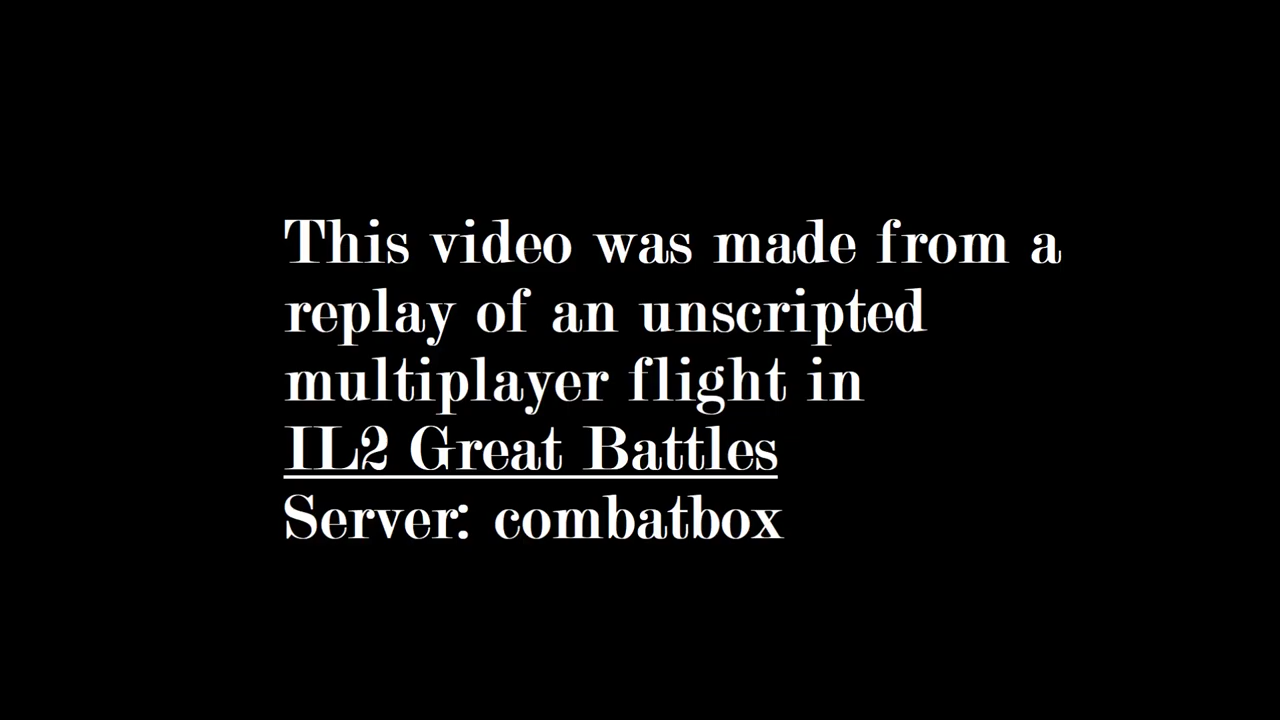 This video was made from a
replay of an unscripted
multiplayer flight in
IL2 Great Battles
Server: combatbox